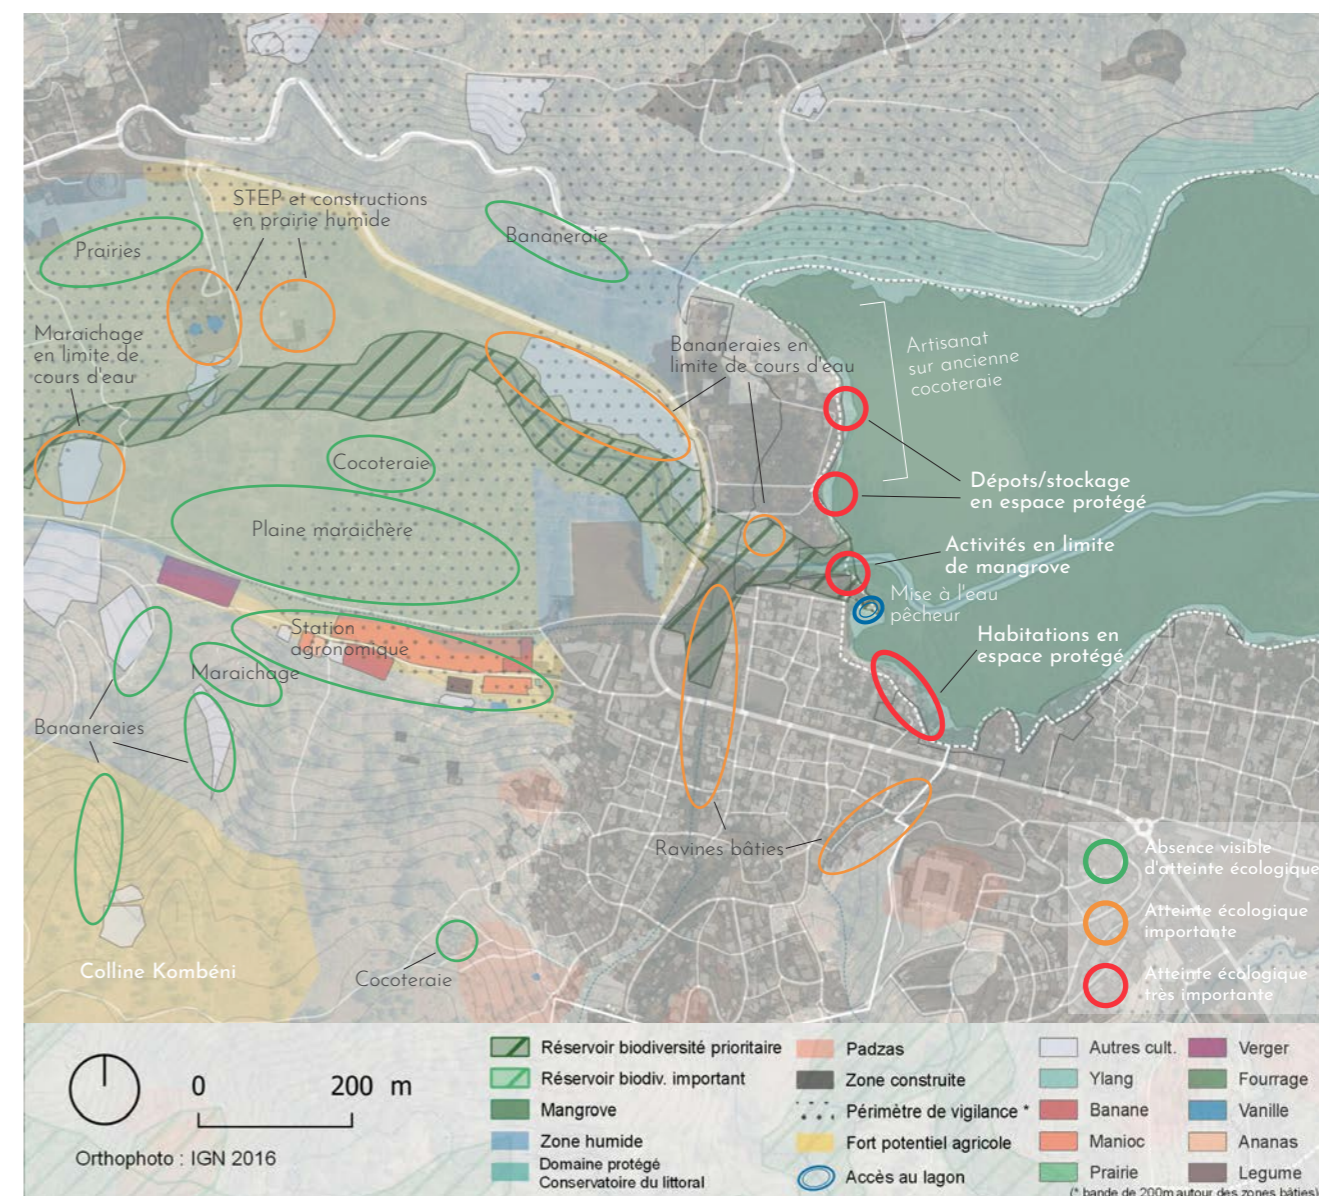 STEP et constructions
en prairie humide
Prairies
Bananeraie
Maraichage
en limite de
cours d'eau
Bananeraies en
limite de cours d'eau
Artisanat
sur ancienne
cocoteraie
Cocoteraie
Dépots/stockage
en espace protégé
Plaine maraichère
Activités en limite
de mangrove
Mise à l'eau
pêcheur
Station
agronomique
Habitations en
espace protégé
Maraichage
Bananeraies
Ravines bâties
Absence visible
d'atteinte écologique
Atteinte écologique
importante
Atteinte écologique
très importante
Colline Kombéni
Cocoteraie
0 200 m
Orthophoto : IGN 2016
Réservoir biodiversité prioritaire
Réservoir biodiv. important
Mangrove
Zone humide
Domaine protégé
Conservatoire du littoral
Padzas
Zone construite
Périmètre de vigilance *
Fort potentiel agricole
Accès au lagon
Autres cult.
Ylang
Banane
Manioc
Prairie
Verger
Fourrage
Vanille
Ananas
Legume
(* bande de 200m autour des zones bâties)